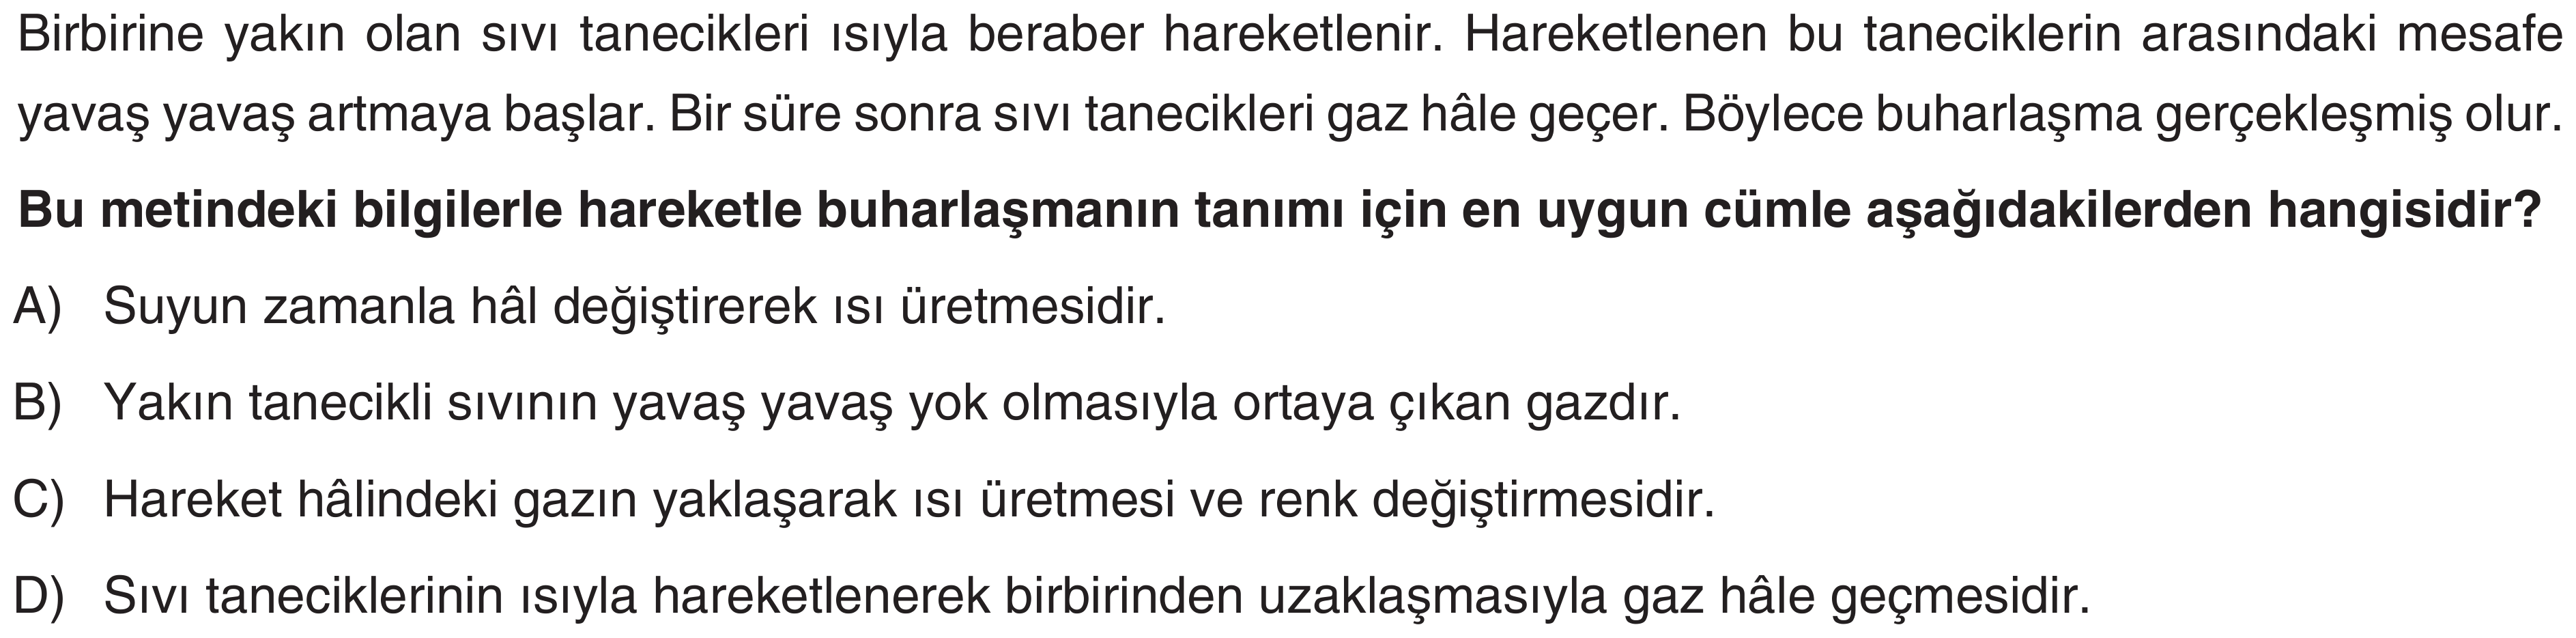 Birbirine yakın olan sıvı tanecikleri ısıyla beraber hareketlenir. Hareketlenen bu taneciklerin arasındaki mesafe
yavaş yavaş artmaya başlar. Bir süre sonra sıvı tanecikleri gaz hâle geçer. Böylece buharlaşma gerçekleşmiş olur.
Bu metindeki bilgilerle hareketle buharlaşmanın tanımı için en uygun cümle aşağıdakilerden hangisidir?
A) Suyun zamanla hâl değiştirerek ısı üretmesidir.
B) Yakın tanecikli sıvının yavaş yavaş yok olmasıyla ortaya çıkan gazdır.
C) Hareket hâlindeki gazın yaklaşarak ısı üretmesi ve renk değiştirmesidir.
D) Sıvı taneciklerinin ısıyla hareketlenerek birbirinden uzaklaşmasıyla gaz hâle geçmesidir.